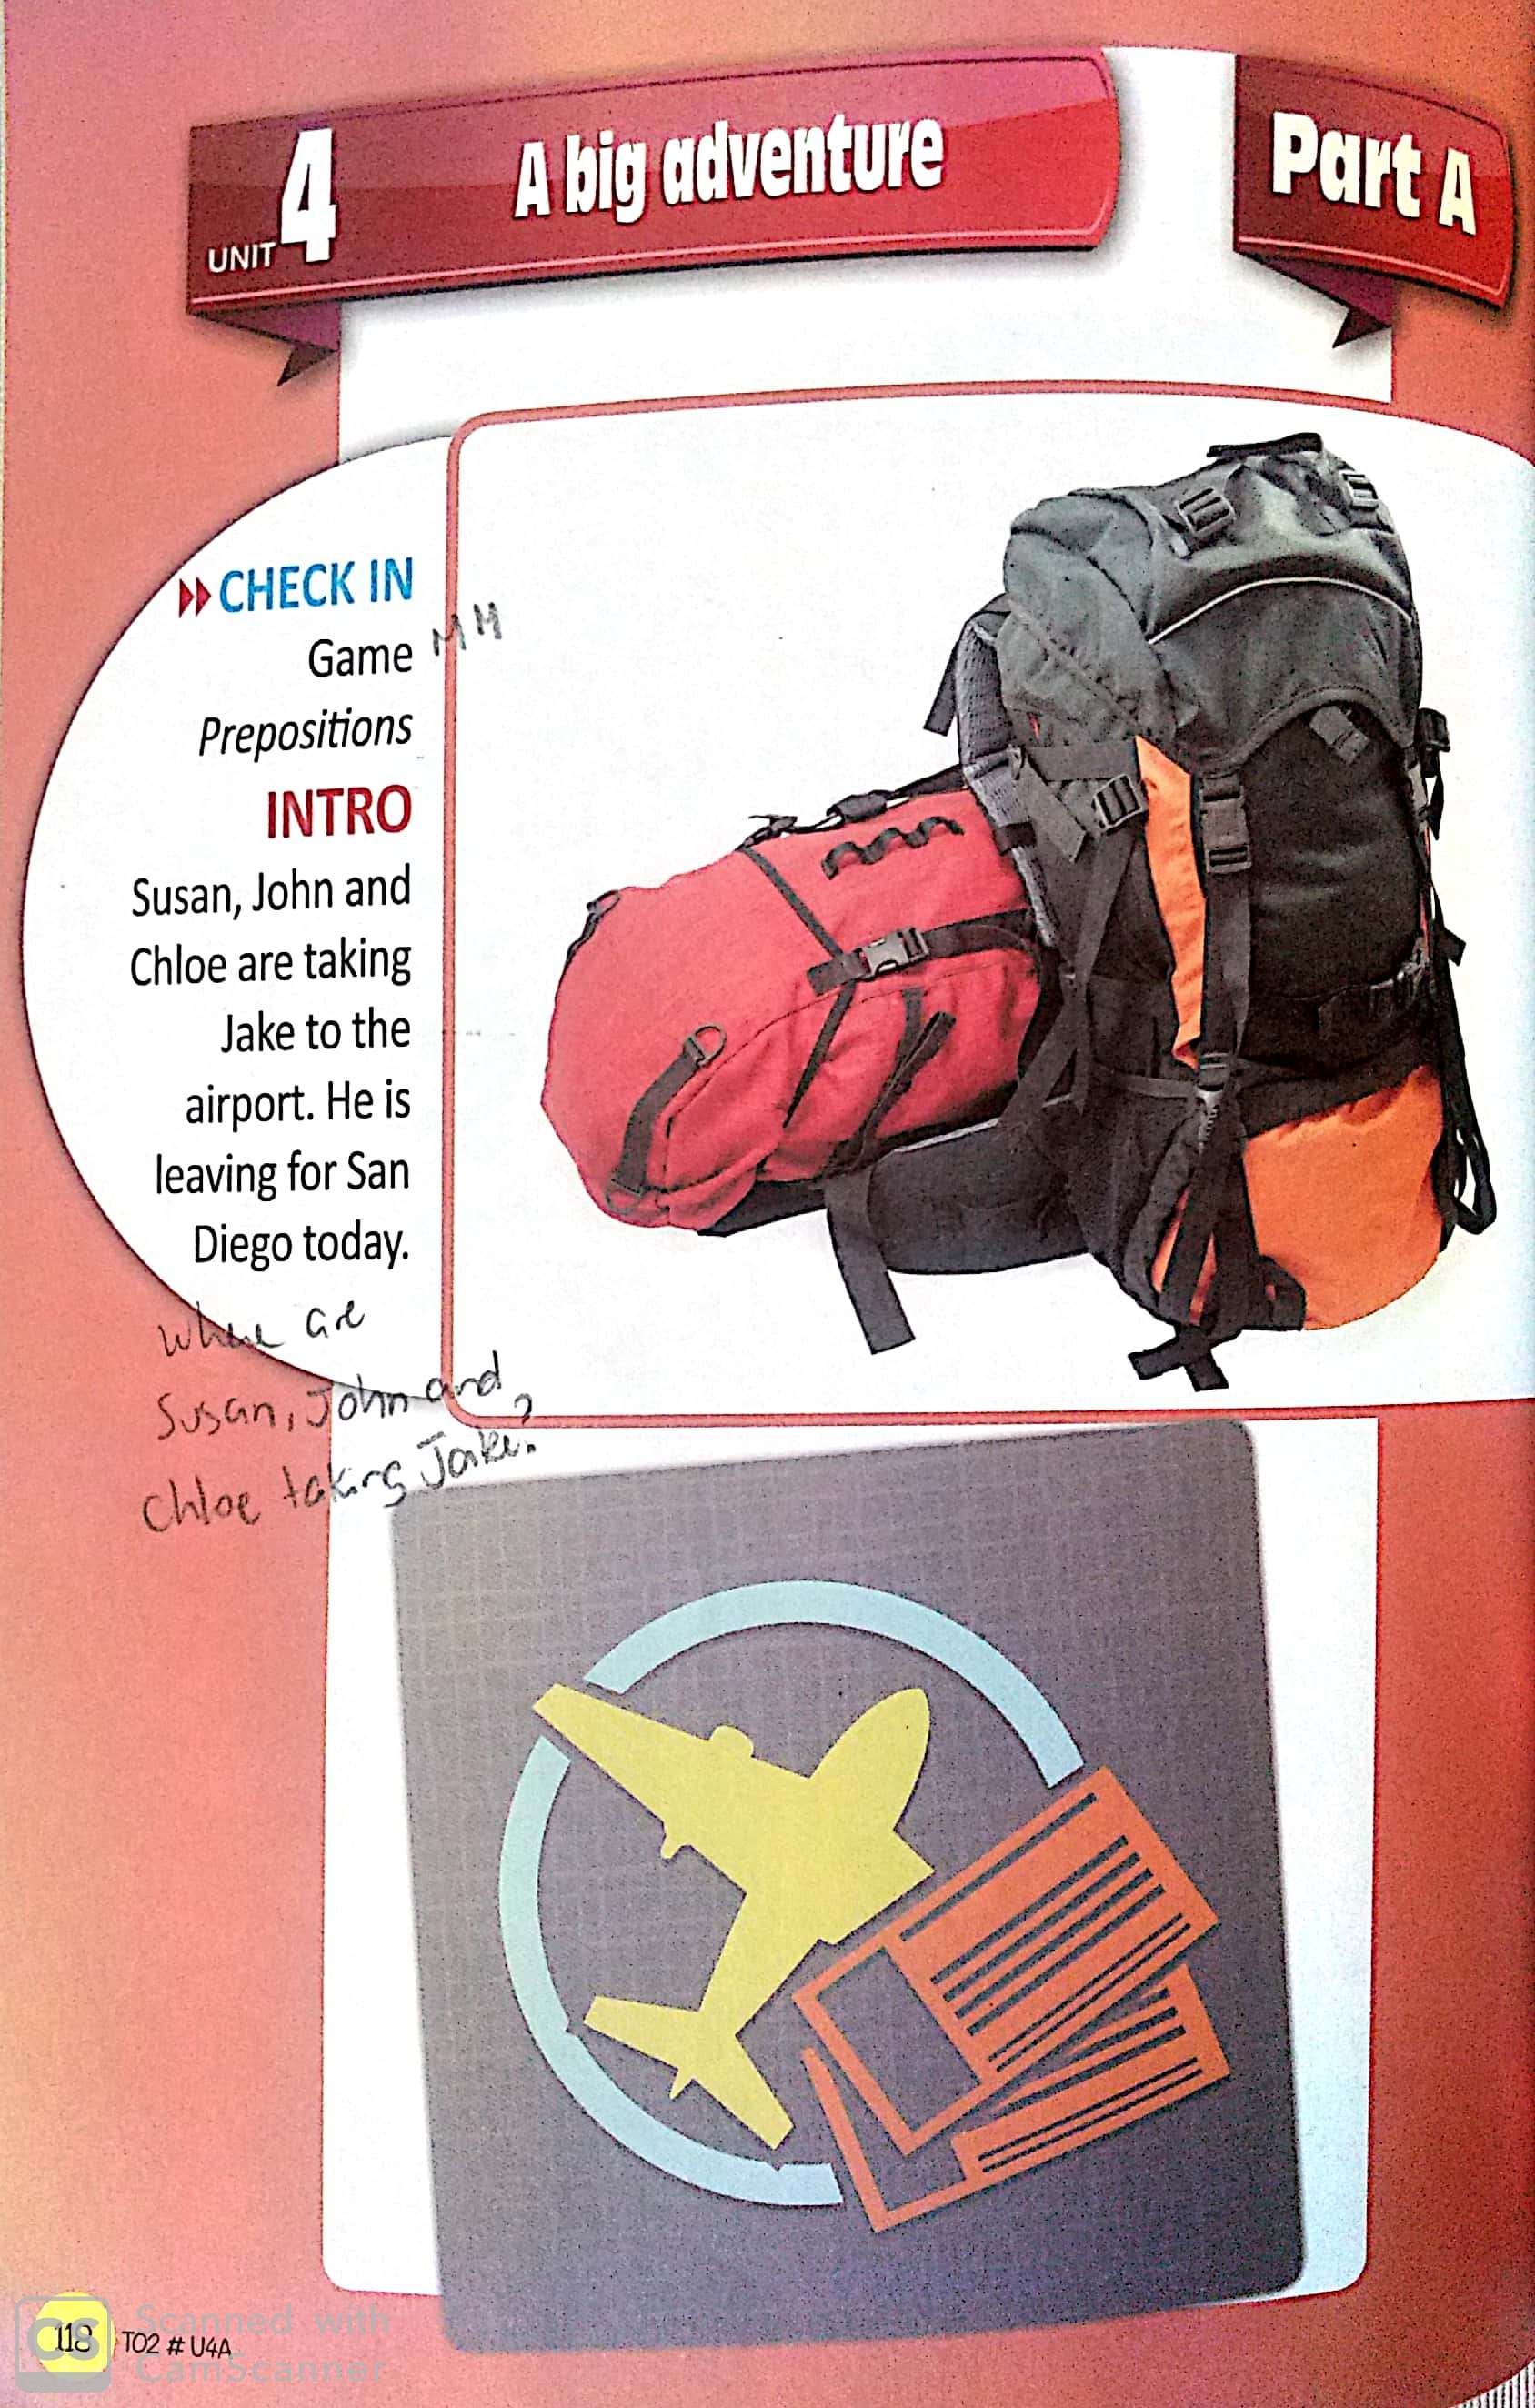 UNIT 4 A big adventure Part A
CHECK IN
Game MM
Prepositions
INTRO
Susan, John and
Chloe are taking
Jake to the
airport. He is
leaving for San
Diego today.
Where are
Susan, John and
Chloe taking Jake?
118 TO2 # U4A
CS Scanned with
CamScanner